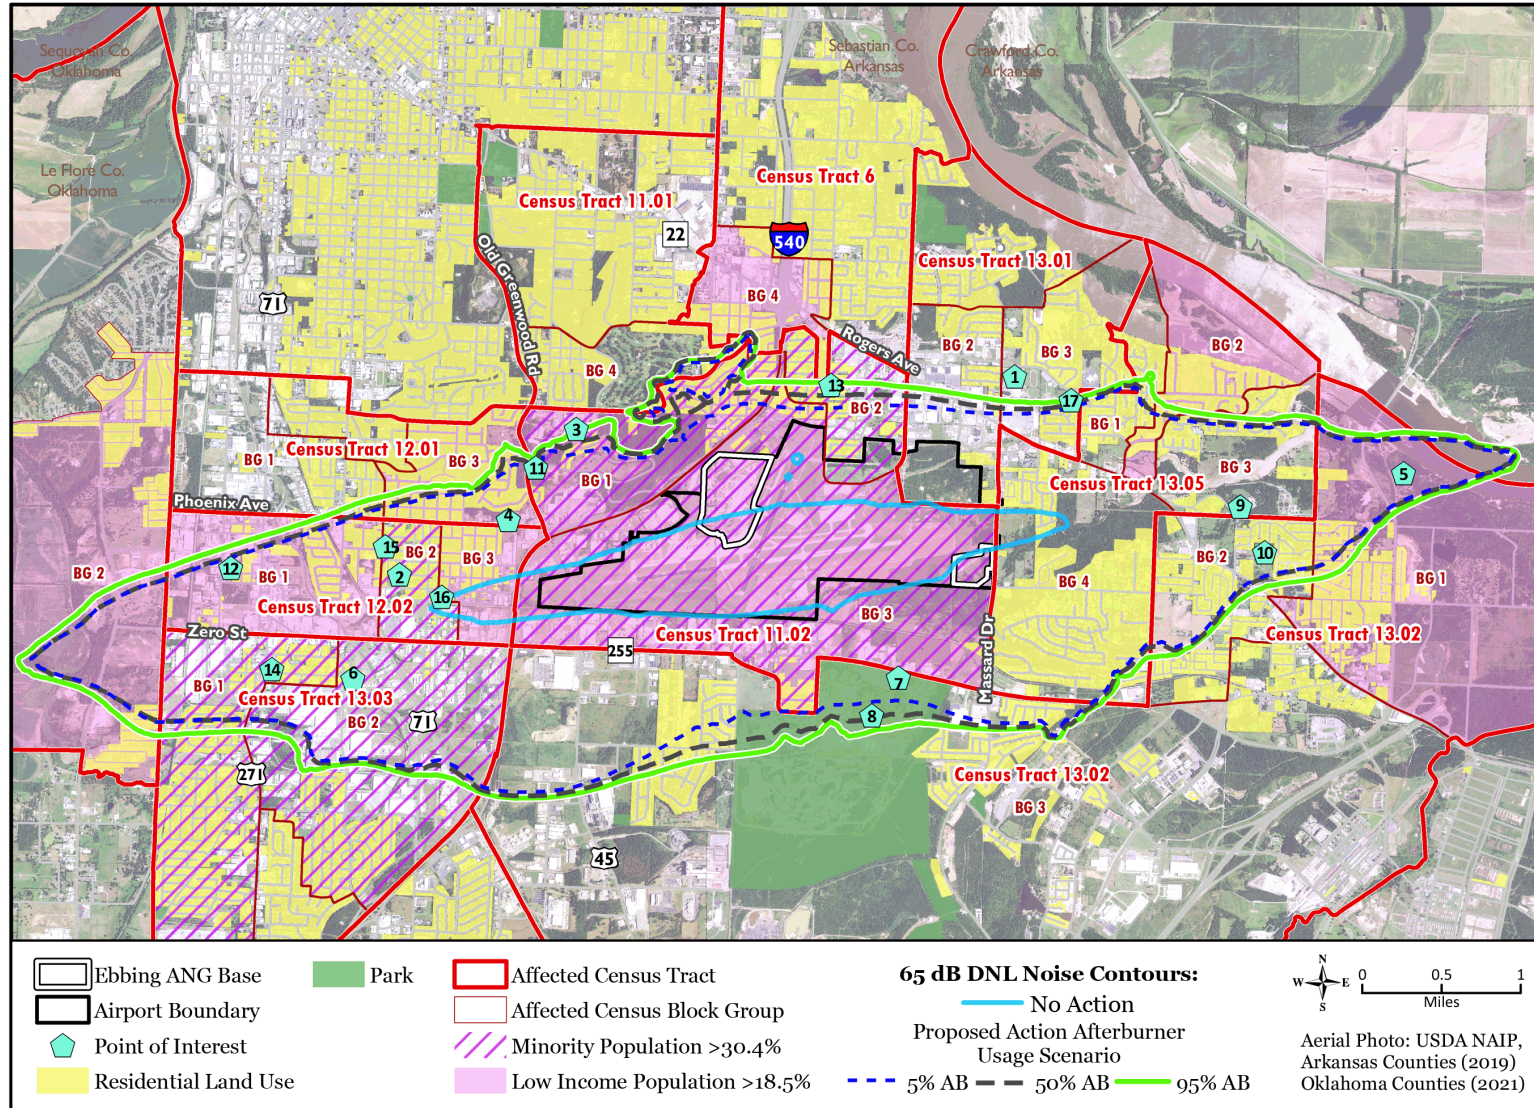 Sequoyah Co.
Oklahoma
Sebastian Co.
Arkansas
Crawford Co.
Arkansas
Le Flore Co.
Oklahoma
Census Tract 6
Census Tract 11.01
22
540
Old Greenwood Rd
Census Tract 13.01
71
BG 4
Rogers Ave
BG 2
BG 3
BG 2
BG 4
1
13
17
BG 2
BG 1
3
Census Tract 12.01
BG 1
BG 3
11
BG 1
BG 3
5
Census Tract 13.05
Phoenix Ave
4
9
15
BG 2
BG 3
BG 2
10
12
BG 2
BG 1
2
BG 4
BG 1
16
Census Tract 12.02
BG 3
Zero St
Census Tract 11.02
Census Tract 13.02
255
Massard Dr
14
6
7
BG 1
Census Tract 13.03
BG 2
71
8
271
Census Tract 13.02
BG 3
45
Ebbing ANG Base
Airport Boundary
Point of Interest
Residential Land Use
Park
Affected Census Tract
Affected Census Block Group
Minority Population >30.4%
Low Income Population >18.5%
65 dB DNL Noise Contours:
No Action
Proposed Action Afterburner
Usage Scenario
5% AB 50% AB 95% AB
N
W E
S
0 0.5 1
Miles
Aerial Photo: USDA NAIP,
Arkansas Counties (2019)
Oklahoma Counties (2021)